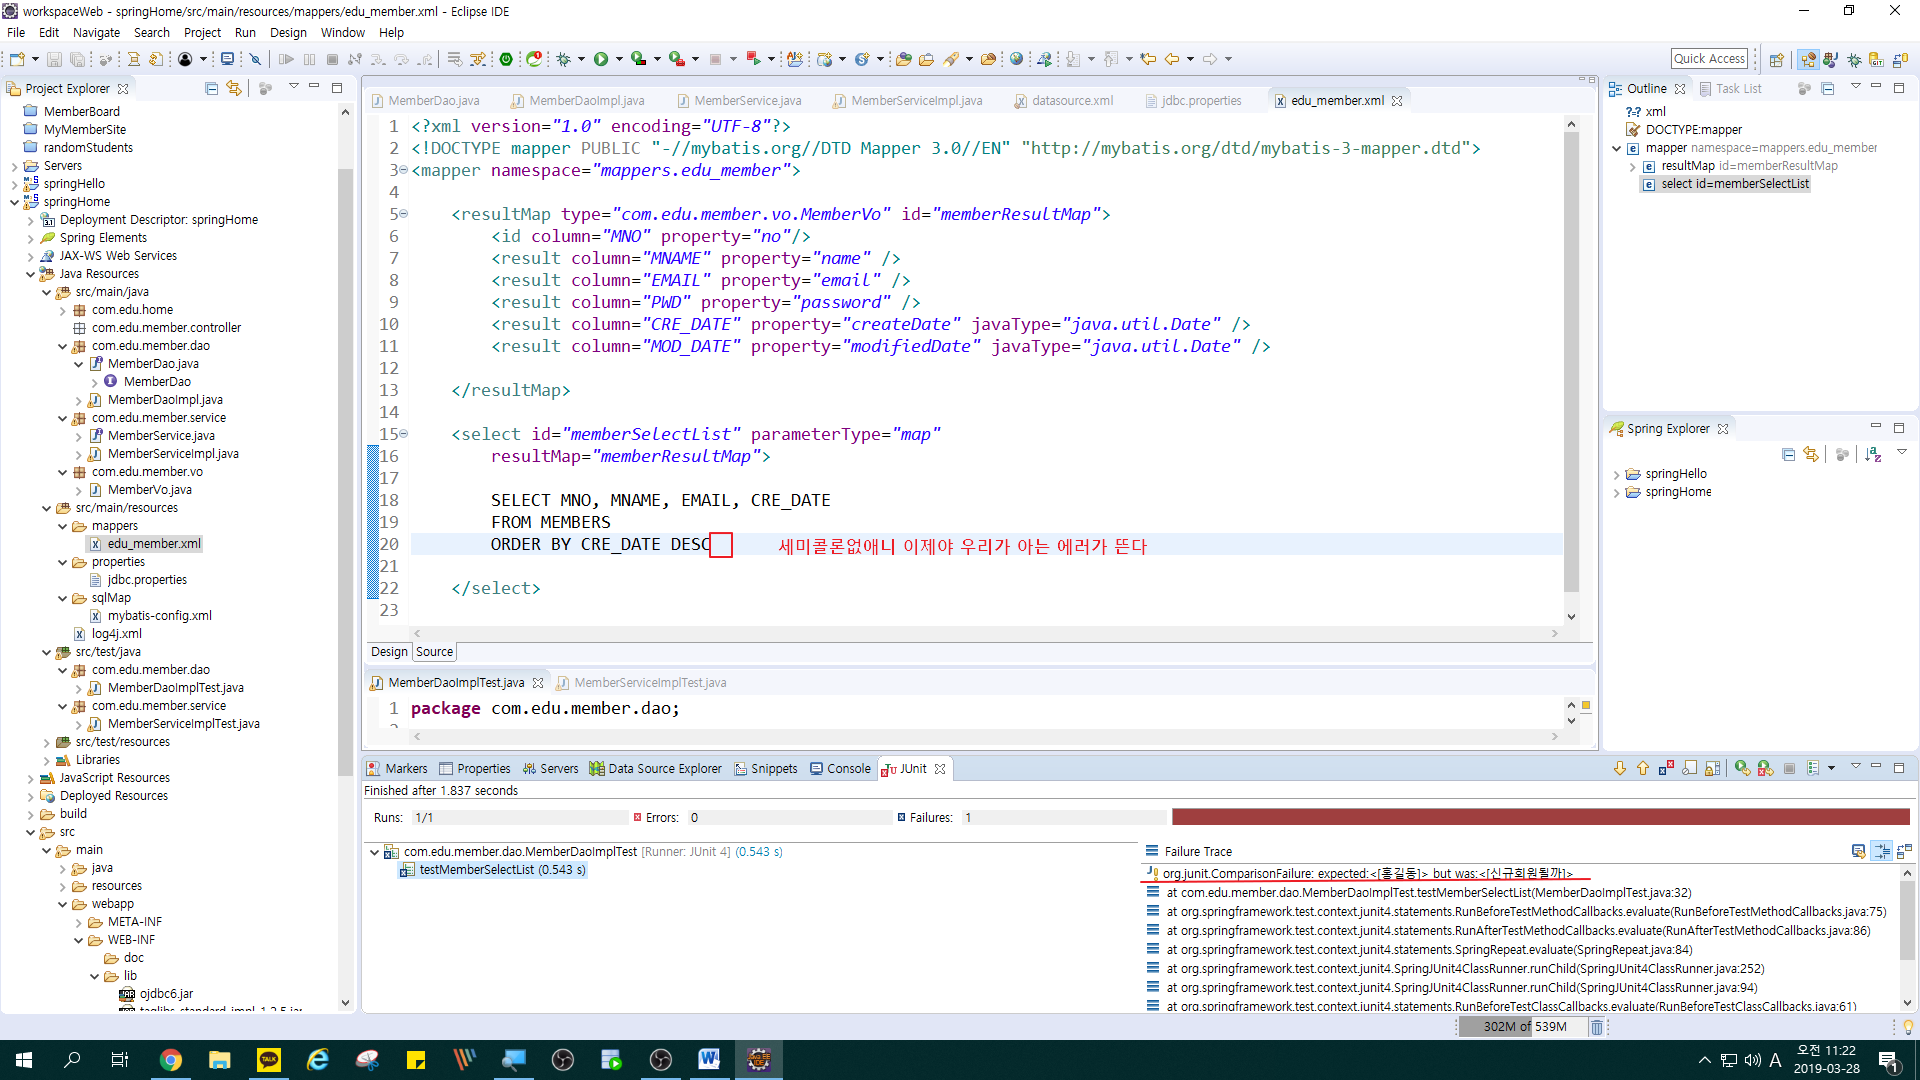 workspaceWeb - springHome/src/main/resources/mappers/edu_member.xml - Eclipse IDE
File Edit Navigate Search Project Run Design Window Help
Quick Access
Project Explorer
MemberBoard
MyMemberSite
randomStudents
Servers
springHello
springHome
Deployment Descriptor: springHome
Spring Elements
JAX-WS Web Services
Java Resources
src/main/java
com.edu.home
com.edu.member.controller
com.edu.member.dao
MemberDao.java
MemberDao
MemberDaoImpl.java
com.edu.member.service
MemberService.java
MemberServiceImpl.java
com.edu.member.vo
MemberVo.java
src/main/resources
mappers
edu_member.xml
properties
jdbc.properties
sqlMap
mybatis-config.xml
log4j.xml
src/test/java
com.edu.member.dao
MemberDaoImplTest.java
com.edu.member.service
MemberServiceImplTest.java
src/test/resources
Libraries
JavaScript Resources
Deployed Resources
build
src
main
java
resources
webapp
META-INF
WEB-INF
doc
lib
ojdbc6.jar
taglibs-standard-impl-1.2.5.jar
MemberDao.java MemberDaoImpl.java MemberService.java MemberServiceImpl.java datasource.xml jdbc.properties edu_member.xml
1 <?xml version="1.0" encoding="UTF-8"?>
2 <!DOCTYPE mapper PUBLIC "-//mybatis.org//DTD Mapper 3.0//EN" "http://mybatis.org/dtd/mybatis-3-mapper.dtd">
3 <mapper namespace="mappers.edu_member">
4
5 <resultMap type="com.edu.member.vo.MemberVo" id="memberResultMap">
6 <id column="MNO" property="no"/>
7 <result column="MNAME" property="name" />
8 <result column="EMAIL" property="email" />
9 <result column="PWD" property="password" />
10 <result column="CRE_DATE" property="createDate" javaType="java.util.Date" />
11 <result column="MOD_DATE" property="modifiedDate" javaType="java.util.Date" />
12
13 </resultMap>
14
15 <select id="memberSelectList" parameterType="map"
16 resultMap="memberResultMap">
17
18 SELECT MNO, MNAME, EMAIL, CRE_DATE
19 FROM MEMBERS
20 ORDER BY CRE_DATE DESC 세미콜론없애니 이제야 우리가 아는 에러가 뜬다
21
22 </select>
23
Design Source
MemberDaoImplTest.java MemberServiceImplTest.java
1 package com.edu.member.dao;
Outline Task List
xml
DOCTYPE:mapper
mapper namespace=mappers.edu_member
resultMap id=memberResultMap
select id=memberSelectList
Spring Explorer
springHello
springHome
Markers Properties Servers Data Source Explorer Snippets Console JUnit
Finished after 1.837 seconds
Runs: 1/1 Errors: 0 Failures: 1
com.edu.member.dao.MemberDaoImplTest [Runner: JUnit 4] (0.543 s)
testMemberSelectList (0.543 s)
Failure Trace
org.junit.ComparisonFailure: expected:<[홍길동]> but was:<[신규회원될까]>
at com.edu.member.dao.MemberDaoImplTest.testMemberSelectList(MemberDaoImplTest.java:32)
at org.springframework.test.context.junit4.statements.RunBeforeTestMethodCallbacks.evaluate(RunBeforeTestMethodCallbacks.java:75)
at org.springframework.test.context.junit4.statements.RunAfterTestMethodCallbacks.evaluate(RunAfterTestMethodCallbacks.java:86)
at org.springframework.test.context.junit4.statements.SpringRepeat.evaluate(SpringRepeat.java:84)
at org.springframework.test.context.junit4.SpringJUnit4ClassRunner.runChild(SpringJUnit4ClassRunner.java:252)
at org.springframework.test.context.junit4.SpringJUnit4ClassRunner.runChild(SpringJUnit4ClassRunner.java:94)
at org.springframework.test.context.junit4.statements.RunBeforeTestClassCallbacks.evaluate(RunBeforeTestClassCallbacks.java:61)
302M of 539M
A 오전 11:22
2019-03-28
1